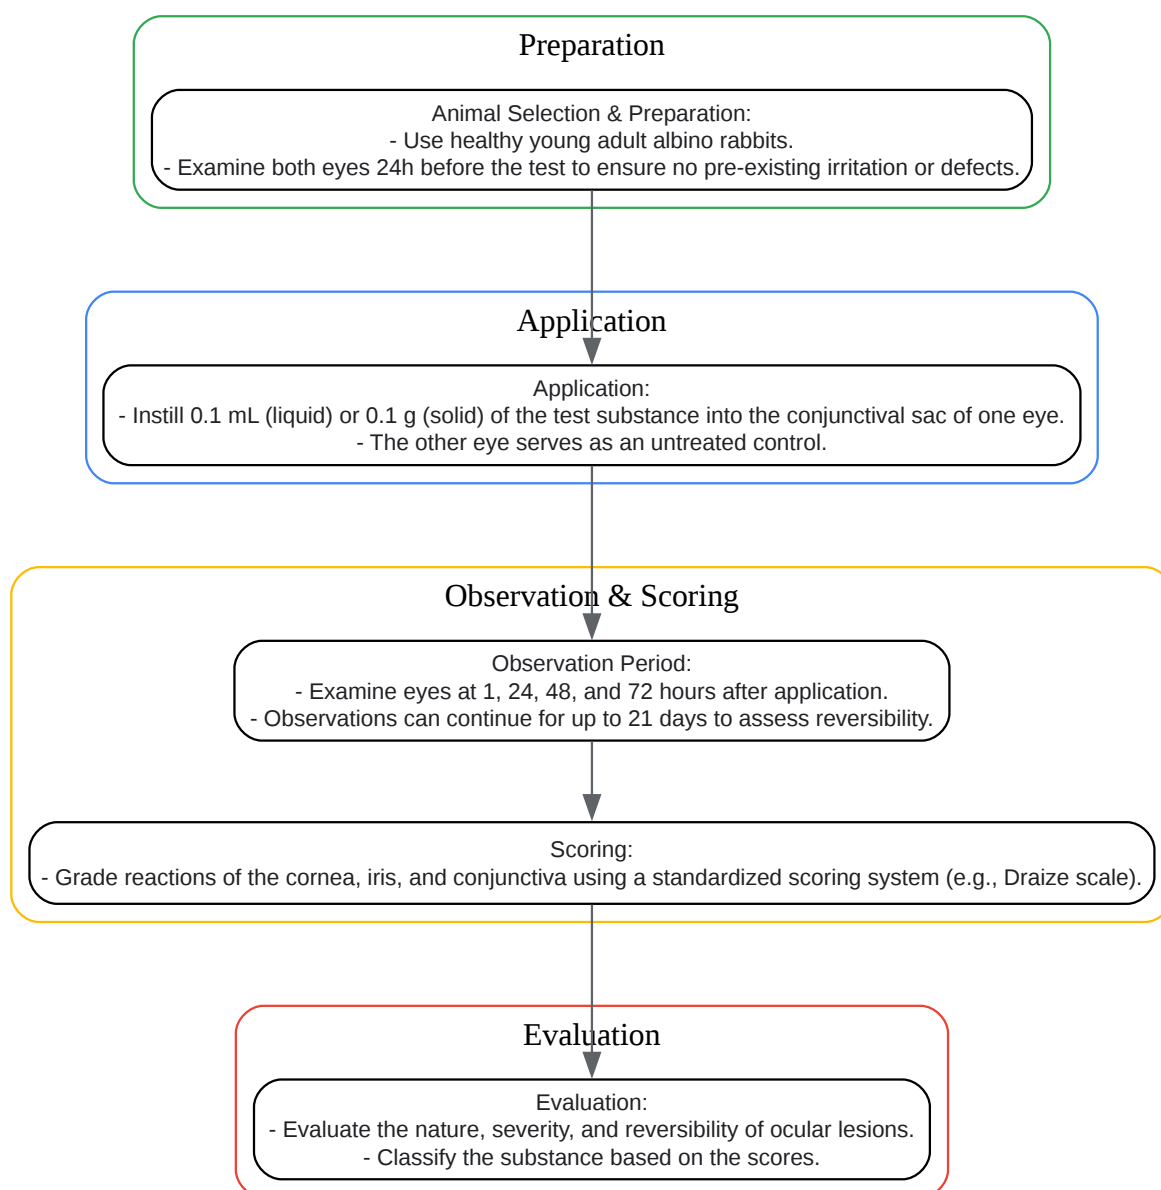 Preparation
Animal Selection & Preparation:
- Use healthy young adult albino rabbits.
- Examine both eyes 24h before the test to ensure no pre-existing irritation or defects.
Application
Application:
- Instill 0.1 mL (liquid) or 0.1 g (solid) of the test substance into the conjunctival sac of one eye.
- The other eye serves as an untreated control.
Observation & Scoring
Observation Period:
- Examine eyes at 1, 24, 48, and 72 hours after application.
- Observations can continue for up to 21 days to assess reversibility.
Scoring:
- Grade reactions of the cornea, iris, and conjunctiva using a standardized scoring system (e.g., Draize scale).
Evaluation
Evaluation:
- Evaluate the nature, severity, and reversibility of ocular lesions.
- Classify the substance based on the scores.